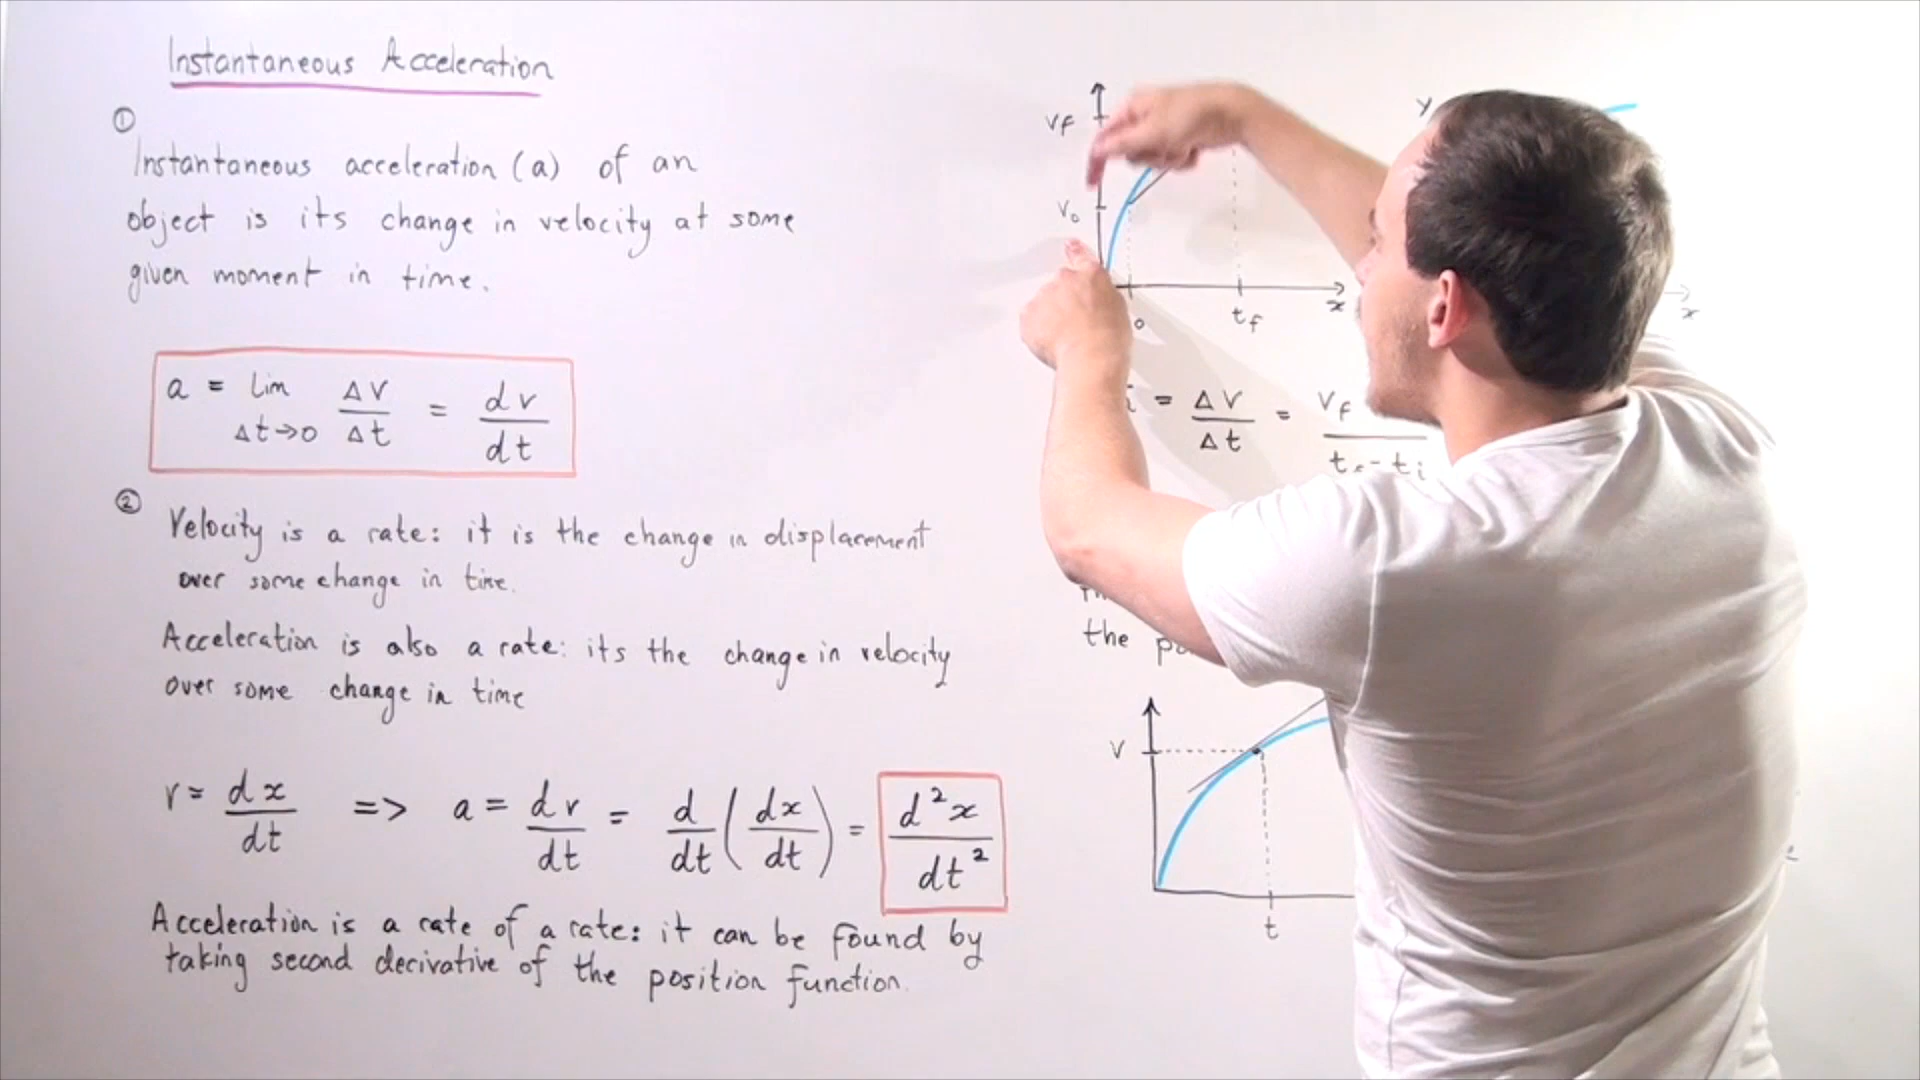 Instantaneous Acceleration
①
Instantaneous acceleration (a) of an
object is its change in velocity at some
given moment in time.
a = lim Δt→0 Δv/Δt = dv/dt
②
Velocity is a rate: it is the change in displacement
over some change in time.
Acceleration is also a rate: its the change in velocity
over some change in time
v = dx/dt => a = dv/dt = d/dt (dx/dt) = d²x/dt²
Acceleration is a rate of a rate: it can be found by
taking second derivative of the position function.
vf
v₀
0
tf
x
y
x
i = Δv/Δt = vf
tf - ti
the
v
t